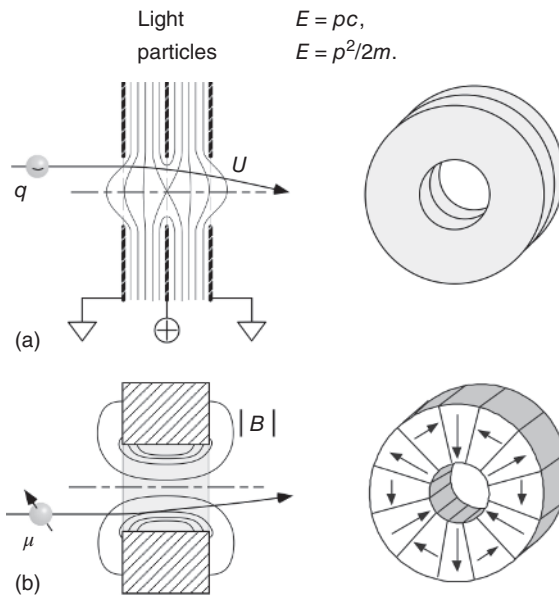 Light E = pc,
particles E = p²/2m.
U
q
(a)
|B|
μ
(b)